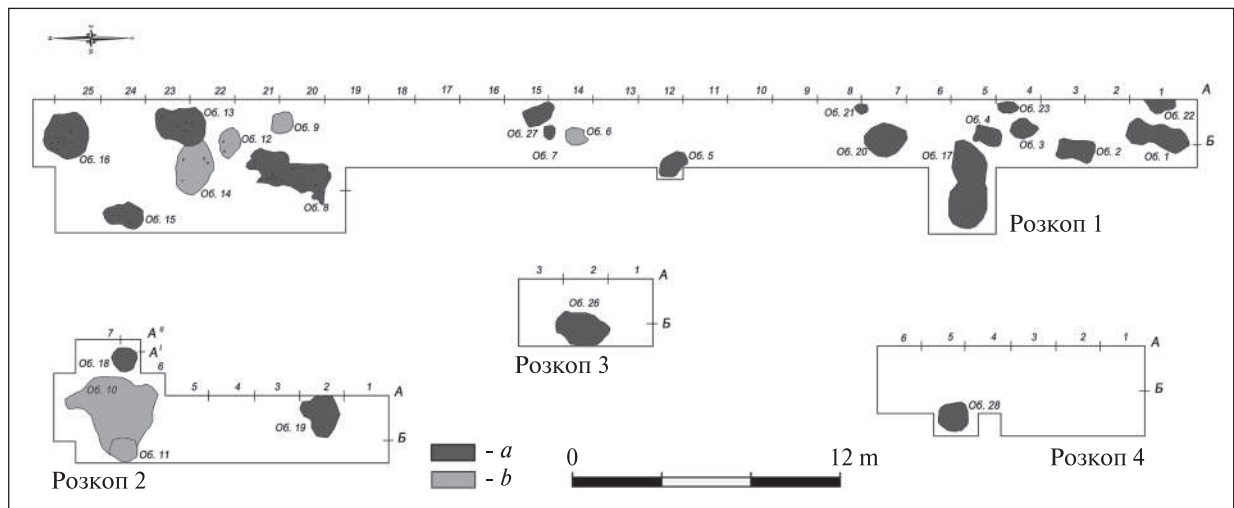 25 24 23 22 21 20 19 18 17 16 15 14 13 12 11 10 9 8 7 6 5 4 3 2 1 А
Об. 13
Об. 9
Об. 21
Об. 23
Об. 12
Об. 27
Об. 6
Об. 4
Об. 22
Об. 16
Об. 20
Об. 17
Об. 3
Об. 2
Об. 1
Б
Об. 7
Об. 5
Об. 14
Об. 8
Об. 15
Розкоп 1
3 2 1 А
Об. 26
Б
Розкоп 3
7 А II
А I
Об. 18
6
Об. 10
5 4 3 2 1 А
Об. 19
Б
Об. 11
Розкоп 2
6 5 4 3 2 1 А
Б
Об. 28
Розкоп 4
- a
- b
0 12 m